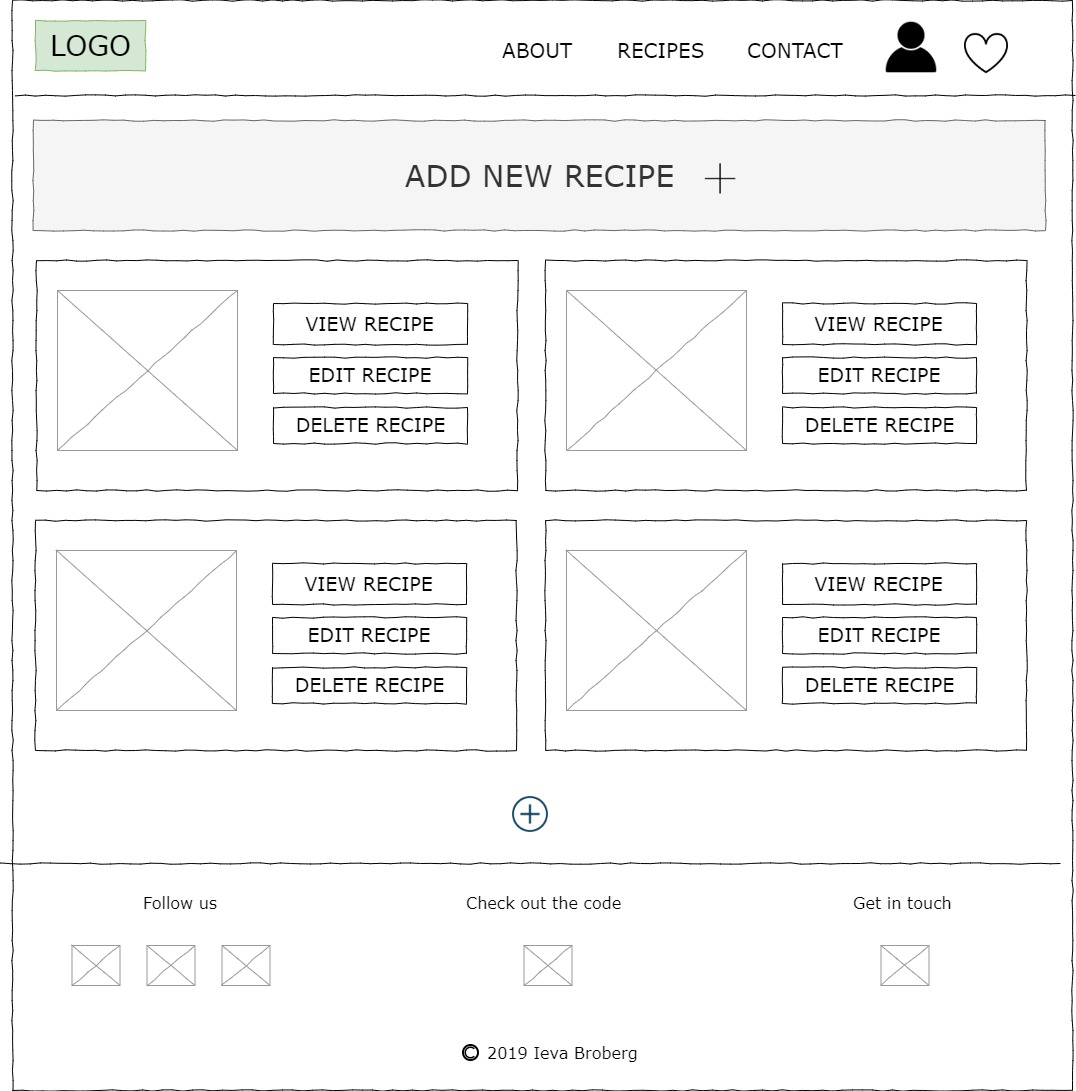 LOGO
ABOUT RECIPES CONTACT
ADD NEW RECIPE
VIEW RECIPE
EDIT RECIPE
DELETE RECIPE
VIEW RECIPE
EDIT RECIPE
DELETE RECIPE
VIEW RECIPE
EDIT RECIPE
DELETE RECIPE
VIEW RECIPE
EDIT RECIPE
DELETE RECIPE
Follow us
Check out the code
Get in touch
© 2019 Ieva Broberg